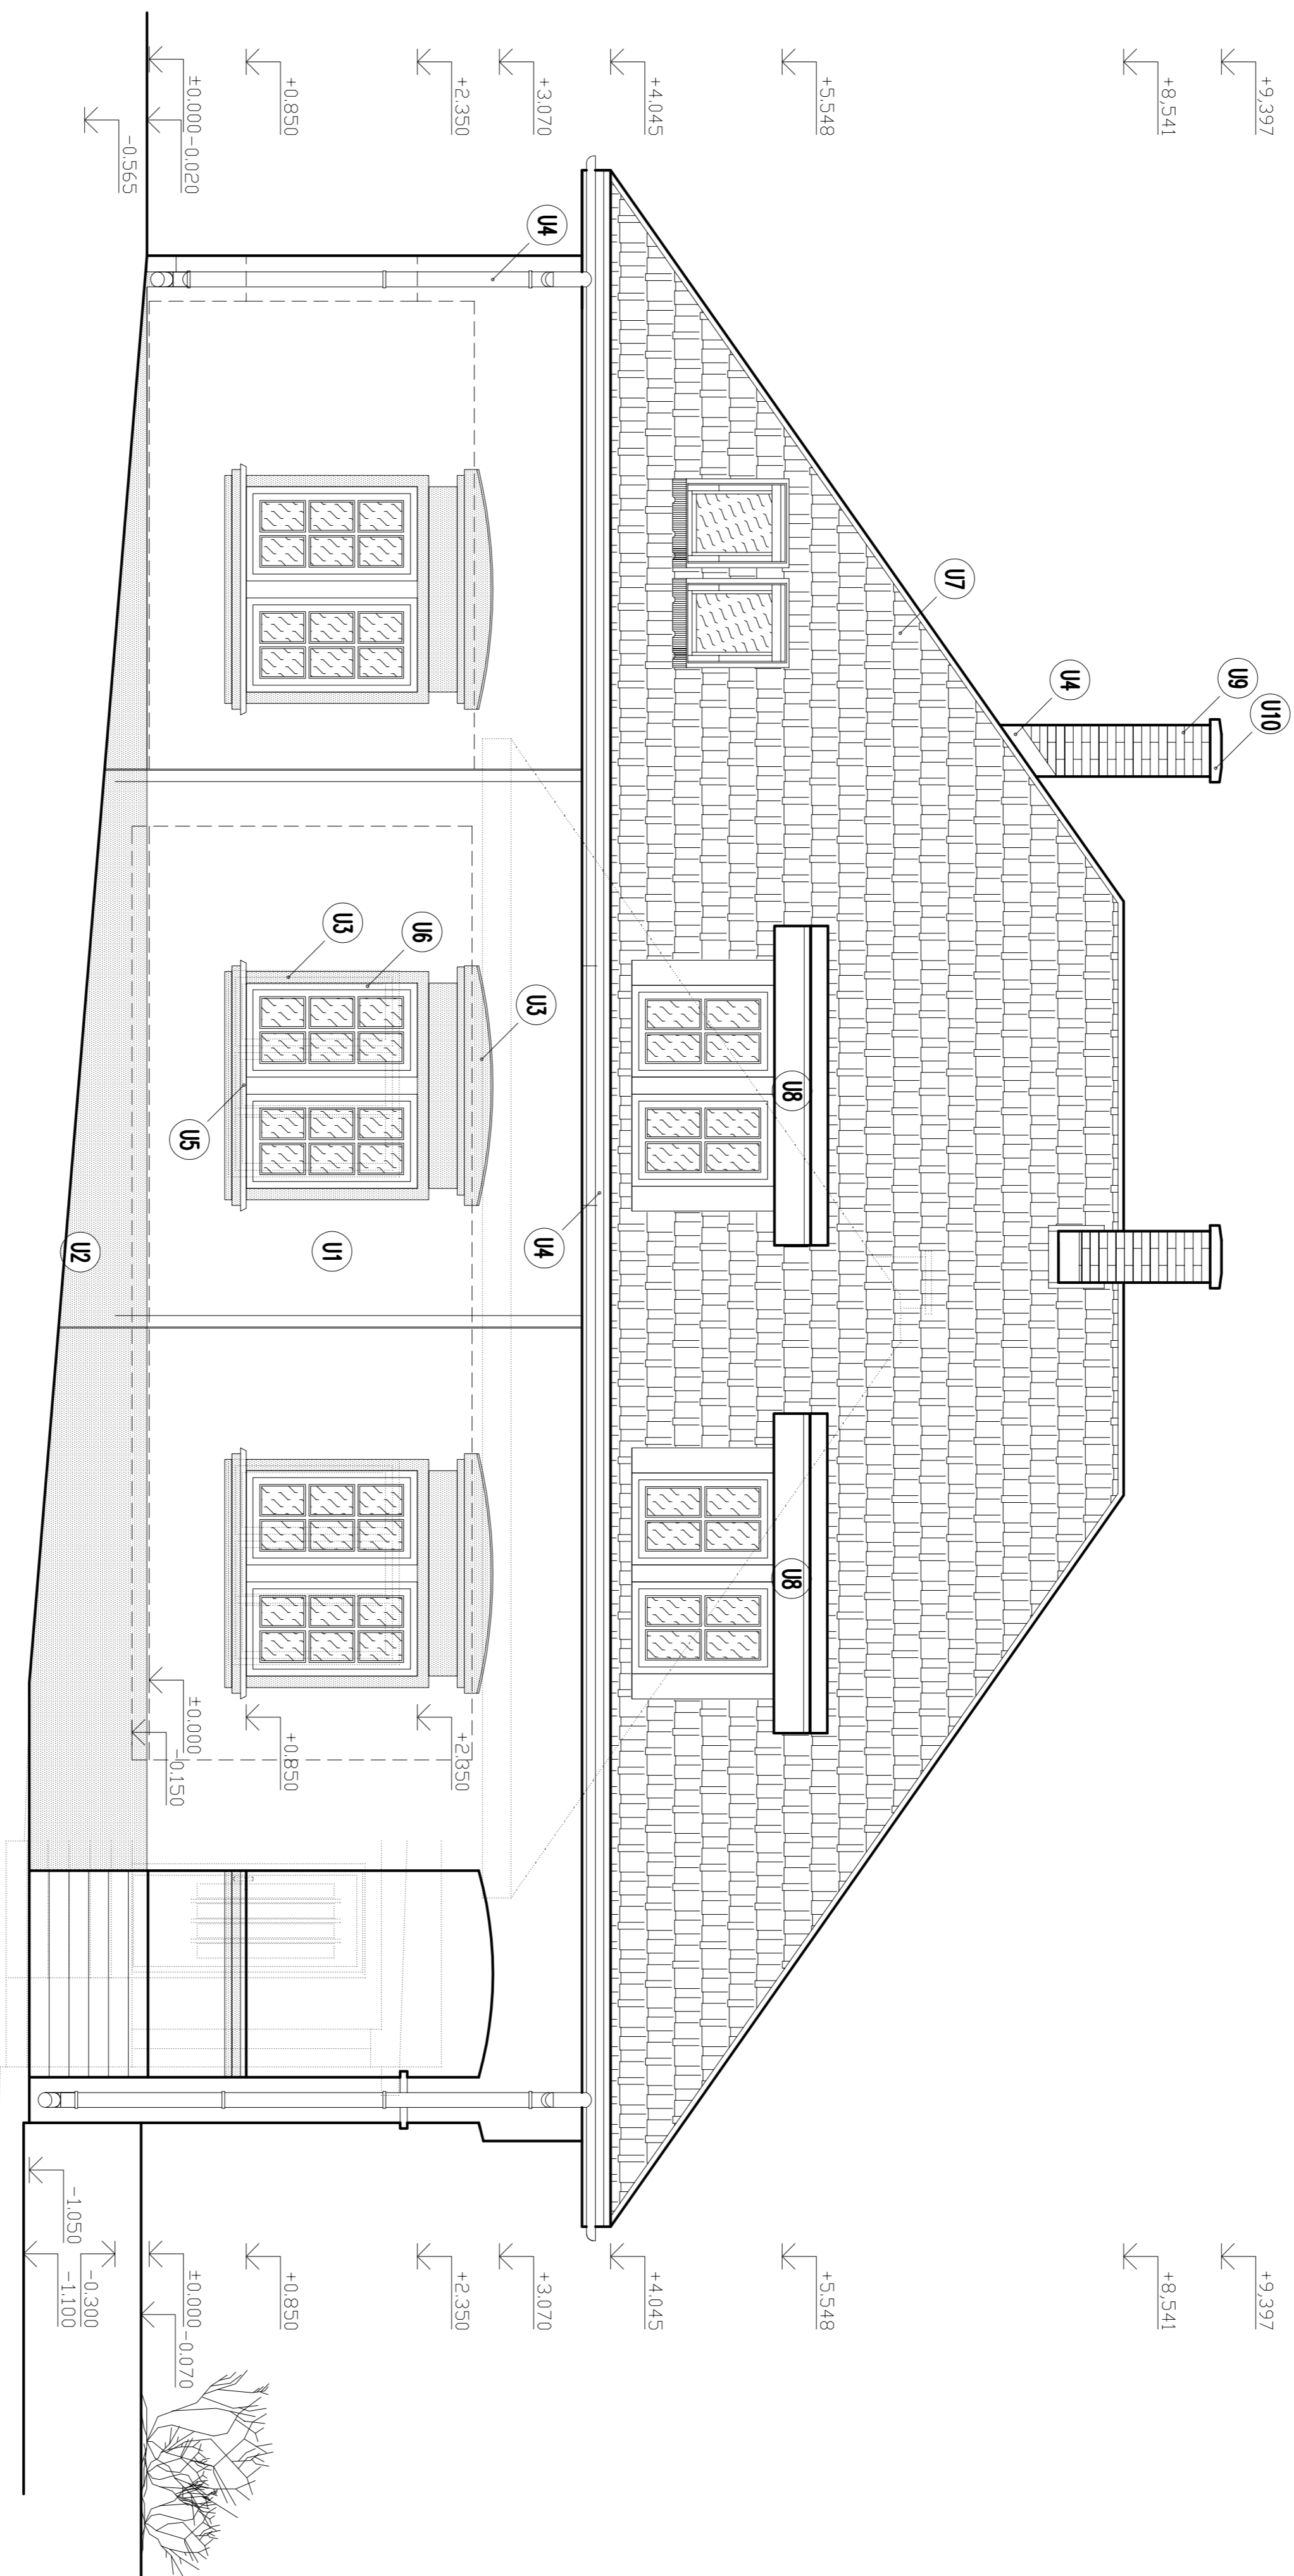 +9,397
+8,541
+5.548
+4.045
+3.070
+2.350
+0.850
±0.000
-0.020
-0.565
U10
U9
U4
U7
U8
U8
U4
U4
U3
U6
U3
U5
U1
U2
+2.350
+0.850
±0.000
-0.150
+9,397
+8,541
+5.548
+4.045
+3.070
+2.350
+0.850
±0.000
-0.070
-0.300
-1.050
-1.100